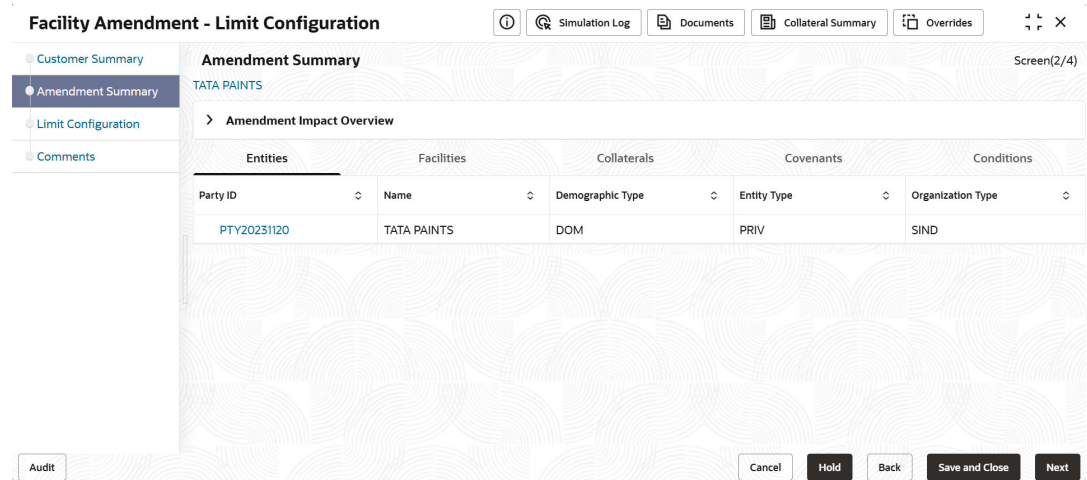 Facility Amendment - Limit Configuration
Simulation Log
Documents
Collateral Summary
Overrides
Customer Summary
Amendment Summary
Limit Configuration
Comments
Amendment Summary
Screen(2/4)
TATA PAINTS
Amendment Impact Overview
Entities Facilities Collaterals Covenants Conditions
Party ID Name Demographic Type Entity Type Organization Type
PTY20231120 TATA PAINTS DOM PRIV SIND
Audit Cancel Hold Back Save and Close Next